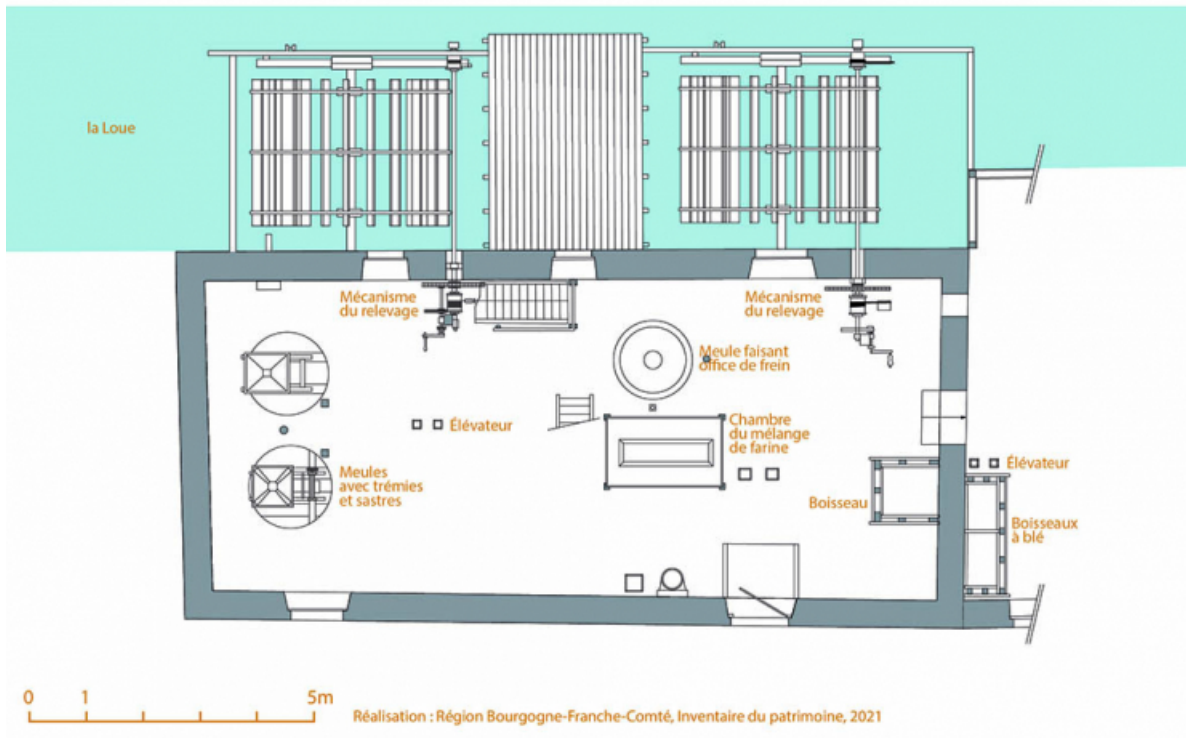 la Loue
Mécanisme
du relevage
Mécanisme
du relevage
Meule faisant
office de frein
Élévateur
Chambre
du mélange
de farine
Meules
avec trémies
et sastres
Boisseau
Élévateur
Boisseaux
à blé
0 1 5m
Réalisation : Région Bourgogne-Franche-Comté, Inventaire du patrimoine, 2021